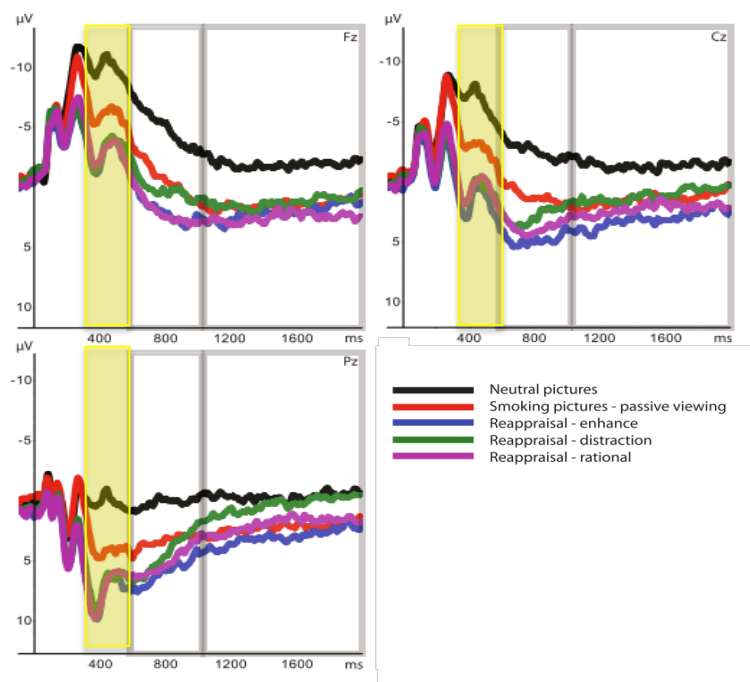 µV
Fz
-10
-5
5
10
400 800 1200 1600 ms
µV
Cz
-10
-5
5
10
400 800 1200 1600 ms
µV
Pz
-10
-5
5
10
400 800 1200 1600 ms
Neutral pictures
Smoking pictures - passive viewing
Reappraisal - enhance
Reappraisal - distraction
Reappraisal - rational